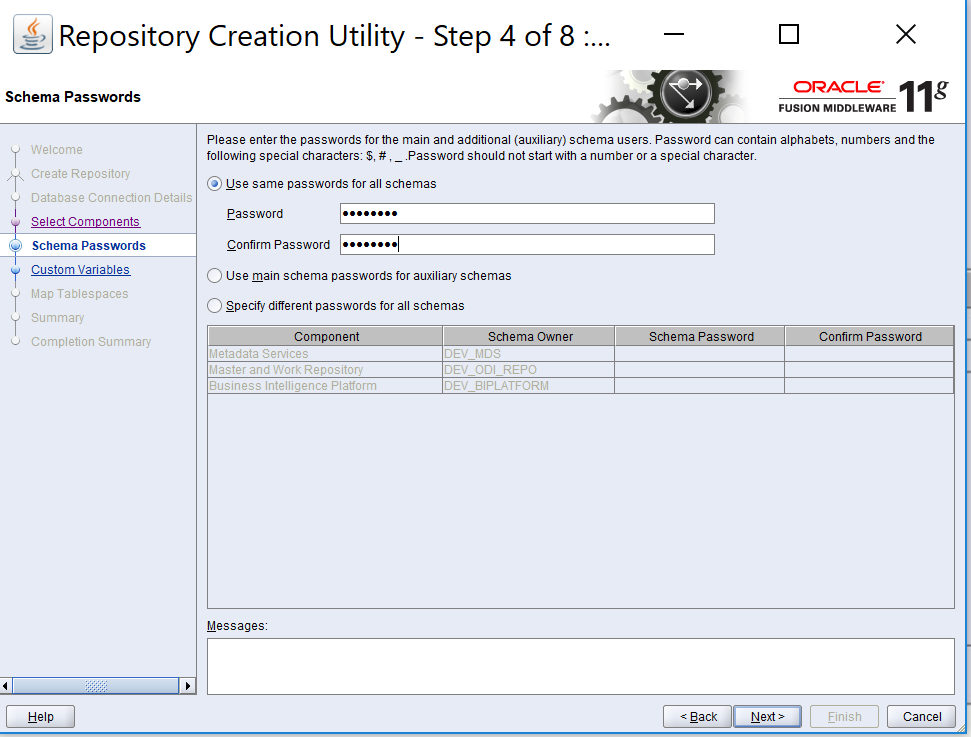 Repository Creation Utility - Step 4 of 8 :...
Schema Passwords
ORACLE
FUSION MIDDLEWARE 11g
Welcome
Create Repository
Database Connection Details
Select Components
Schema Passwords
Custom Variables
Map Tablespaces
Summary
Completion Summary
Please enter the passwords for the main and additional (auxiliary) schema users. Password can contain alphabets, numbers and the
following special characters: $, # , _ .Password should not start with a number or a special character.
Use same passwords for all schemas
Password ••••••••
Confirm Password ••••••••
Use main schema passwords for auxiliary schemas
Specify different passwords for all schemas
Component Schema Owner Schema Password Confirm Password
Metadata Services DEV_MDS
Master and Work Repository DEV_ODI_REPO
Business Intelligence Platform DEV_BIPLATFORM
Messages:
Help < Back Next > Finish Cancel